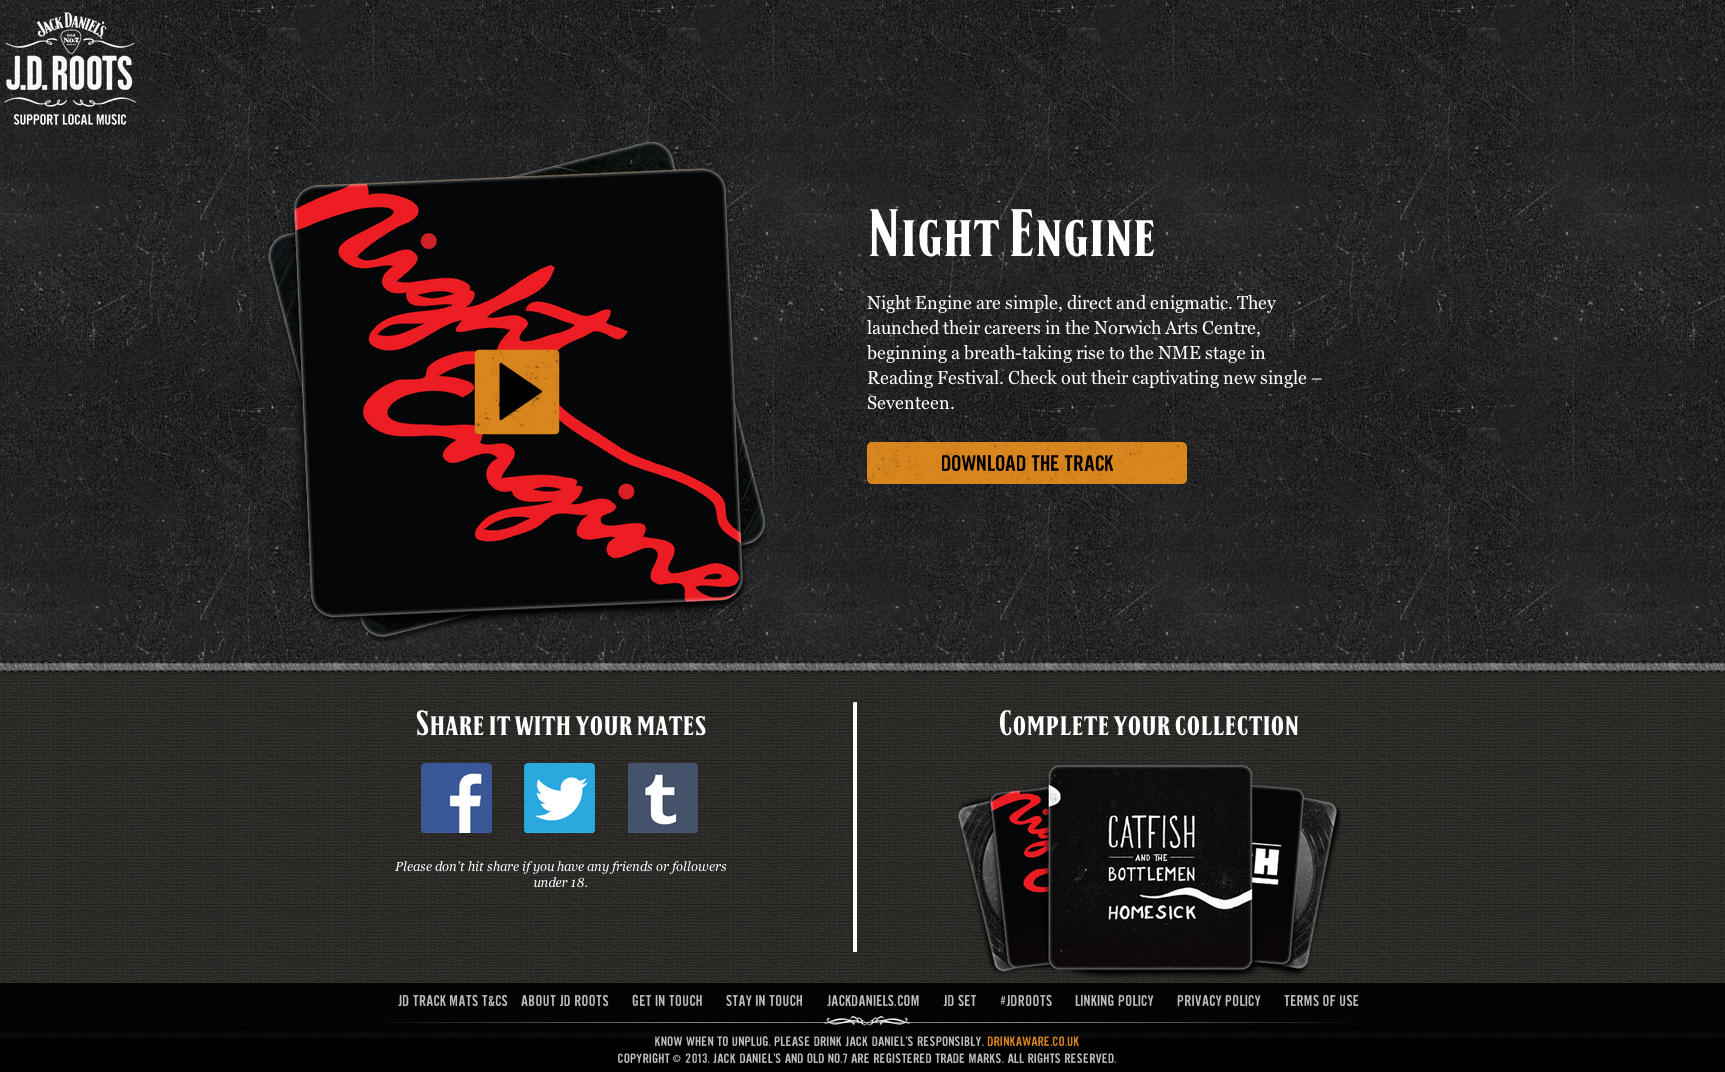 JACK DANIEL'S
OLD
No.7
J.D. ROOTS
SUPPORT LOCAL MUSIC
Night
Engine
NIGHT ENGINE
Night Engine are simple, direct and enigmatic. They
launched their careers in the Norwich Arts Centre,
beginning a breath-taking rise to the NME stage in
Reading Festival. Check out their captivating new single –
Seventeen.
DOWNLOAD THE TRACK
SHARE IT WITH YOUR MATES
Please don't hit share if you have any friends or followers
under 18.
COMPLETE YOUR COLLECTION
CATFISH
AND THE
BOTTLEMEN
HOMESICK
H
JD TRACK MATS T&CS ABOUT JD ROOTS GET IN TOUCH STAY IN TOUCH JACKDANIELS.COM JD SET #JDROOTS LINKING POLICY PRIVACY POLICY TERMS OF USE
KNOW WHEN TO UNPLUG. PLEASE DRINK JACK DANIEL'S RESPONSIBLY. DRINKAWARE.CO.UK
COPYRIGHT © 2013. JACK DANIEL'S AND OLD NO.7 ARE REGISTERED TRADE MARKS. ALL RIGHTS RESERVED.